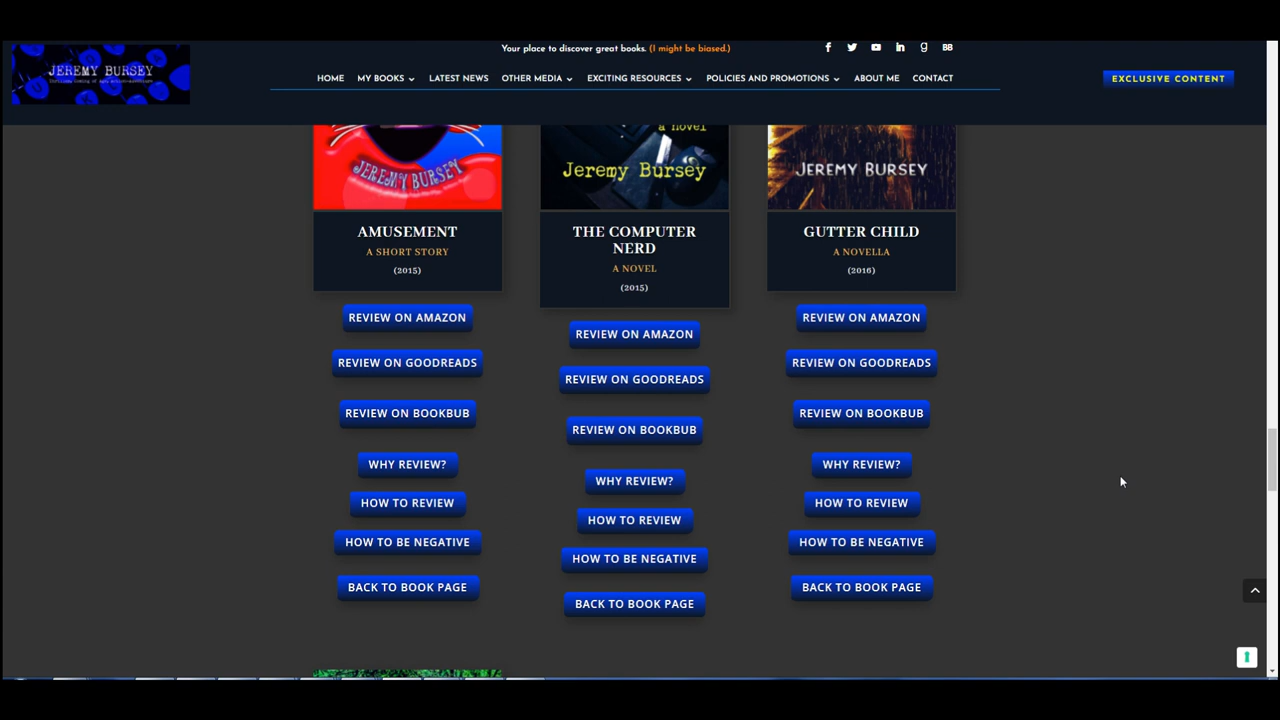 Your place to discover great books. (I might be biased.)
JEREMY BURSEY
HOME MY BOOKS LATEST NEWS OTHER MEDIA EXCITING RESOURCES POLICIES AND PROMOTIONS ABOUT ME CONTACT
EXCLUSIVE CONTENT
JEREMY BURSEY
a novel
Jeremy Bursey
JEREMY BURSEY
AMUSEMENT
A SHORT STORY
(2015)
REVIEW ON AMAZON
REVIEW ON GOODREADS
REVIEW ON BOOKBUB
WHY REVIEW?
HOW TO REVIEW
HOW TO BE NEGATIVE
BACK TO BOOK PAGE
THE COMPUTER
NERD
A NOVEL
(2015)
REVIEW ON AMAZON
REVIEW ON GOODREADS
REVIEW ON BOOKBUB
WHY REVIEW?
HOW TO REVIEW
HOW TO BE NEGATIVE
BACK TO BOOK PAGE
GUTTER CHILD
A NOVELLA
(2016)
REVIEW ON AMAZON
REVIEW ON GOODREADS
REVIEW ON BOOKBUB
WHY REVIEW?
HOW TO REVIEW
HOW TO BE NEGATIVE
BACK TO BOOK PAGE